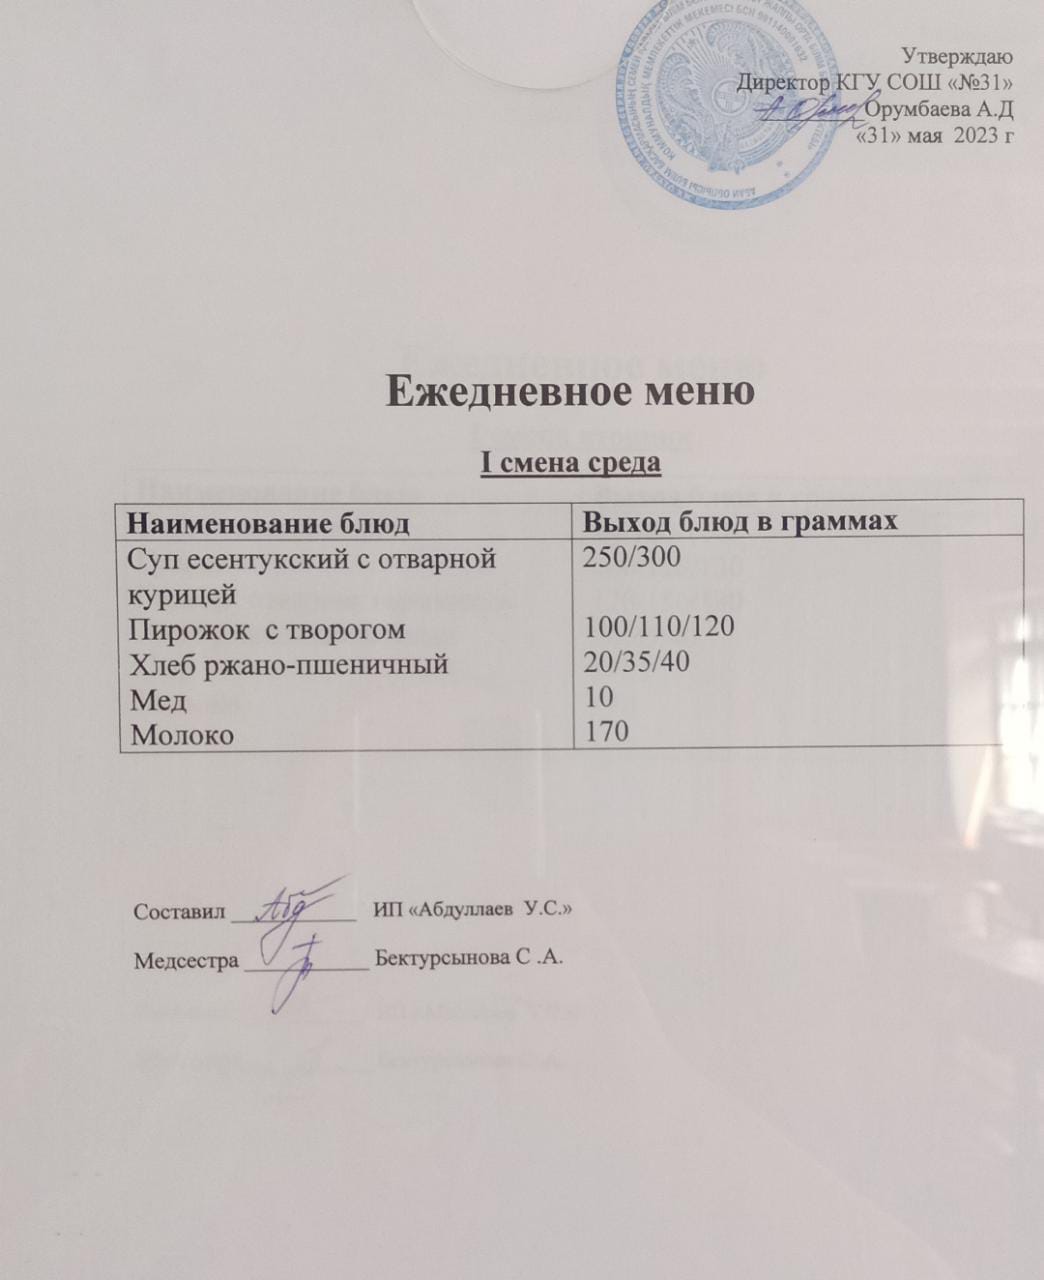 Утверждаю
Директор КГУ СОШ «№31»
Орумбаева А.Д
«31» мая 2023 г
Ежедневное меню
I смена среда
Наименование блюд Выход блюд в граммах
Суп есентукский с отварной 250/300
курицей
Пирожок с творогом 100/110/120
Хлеб ржано-пшеничный 20/35/40
Мед 10
Молоко 170
Составил ИП «Абдуллаев У.С.»
Медсестра Бектурсынова С .А.